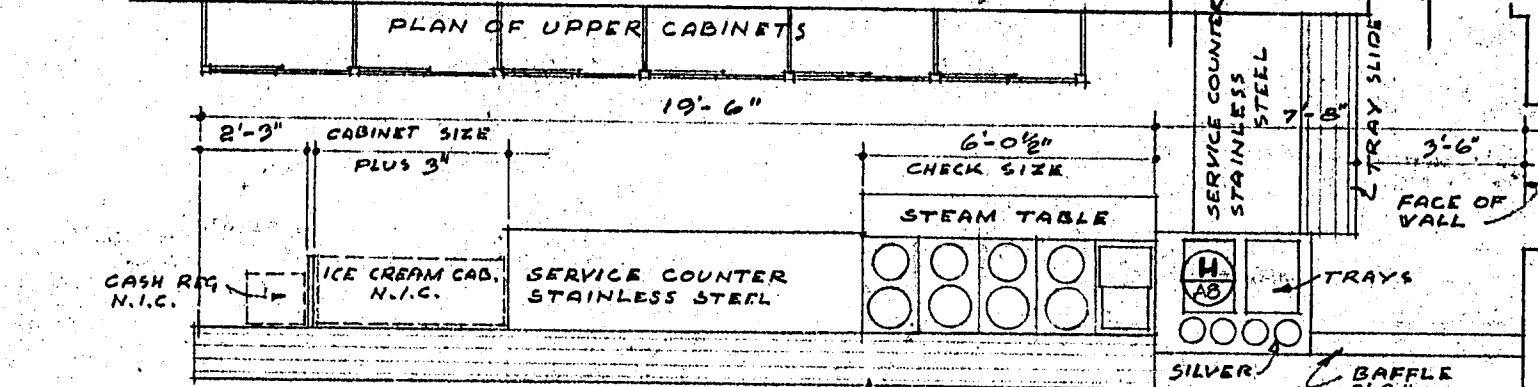 PLAN OF UPPER CABINETS
19'-6"
2'-3"
CABINET SIZE
PLUS 3"
6'-0½"
CHECK SIZE
SERVICE COUNTER
STAINLESS
STEEL
7'-8"
TRAY SLIDE
3'-6"
FACE OF
WALL
STEAM TABLE
CASH REG
N.I.C.
ICE CREAM CAB.
N.I.C.
SERVICE COUNTER
STAINLESS STEEL
H
A8
TRAYS
SILVER
BAFFLE